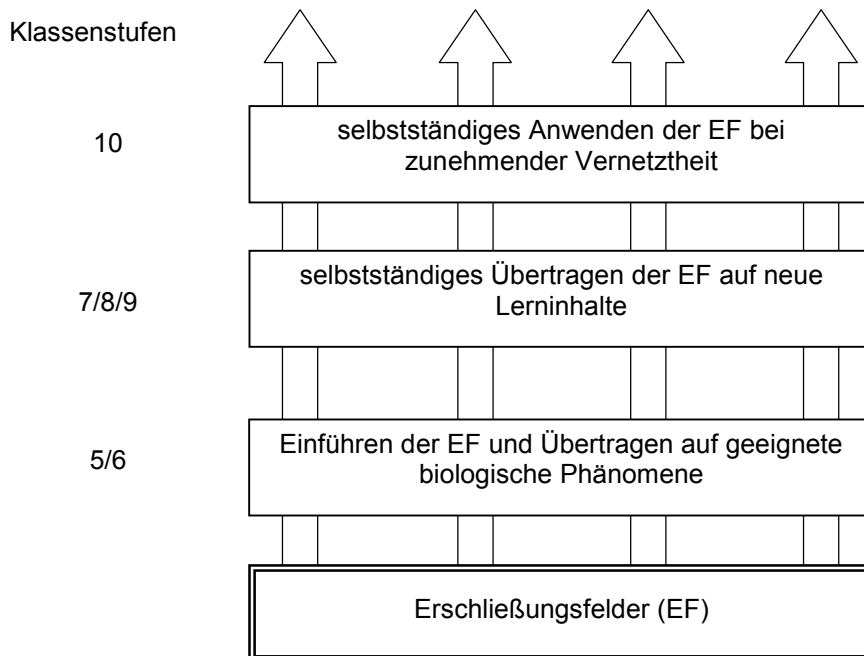 Klassenstufen
10
selbstständiges Anwenden der EF bei
zunehmender Vernetztheit
7/8/9
selbstständiges Übertragen der EF auf neue
Lerninhalte
5/6
Einführen der EF und Übertragen auf geeignete
biologische Phänomene
Erschließungsfelder (EF)